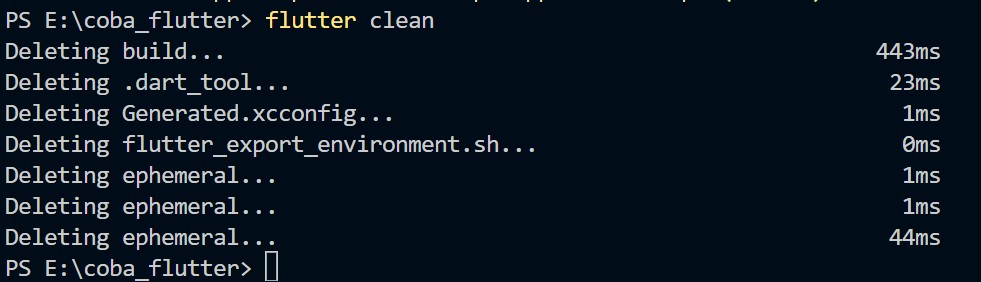 PS E:\coba_flutter> flutter clean
Deleting build... 443ms
Deleting .dart_tool... 23ms
Deleting Generated.xcconfig... 1ms
Deleting flutter_export_environment.sh... 0ms
Deleting ephemeral... 1ms
Deleting ephemeral... 1ms
Deleting ephemeral... 44ms
PS E:\coba_flutter>